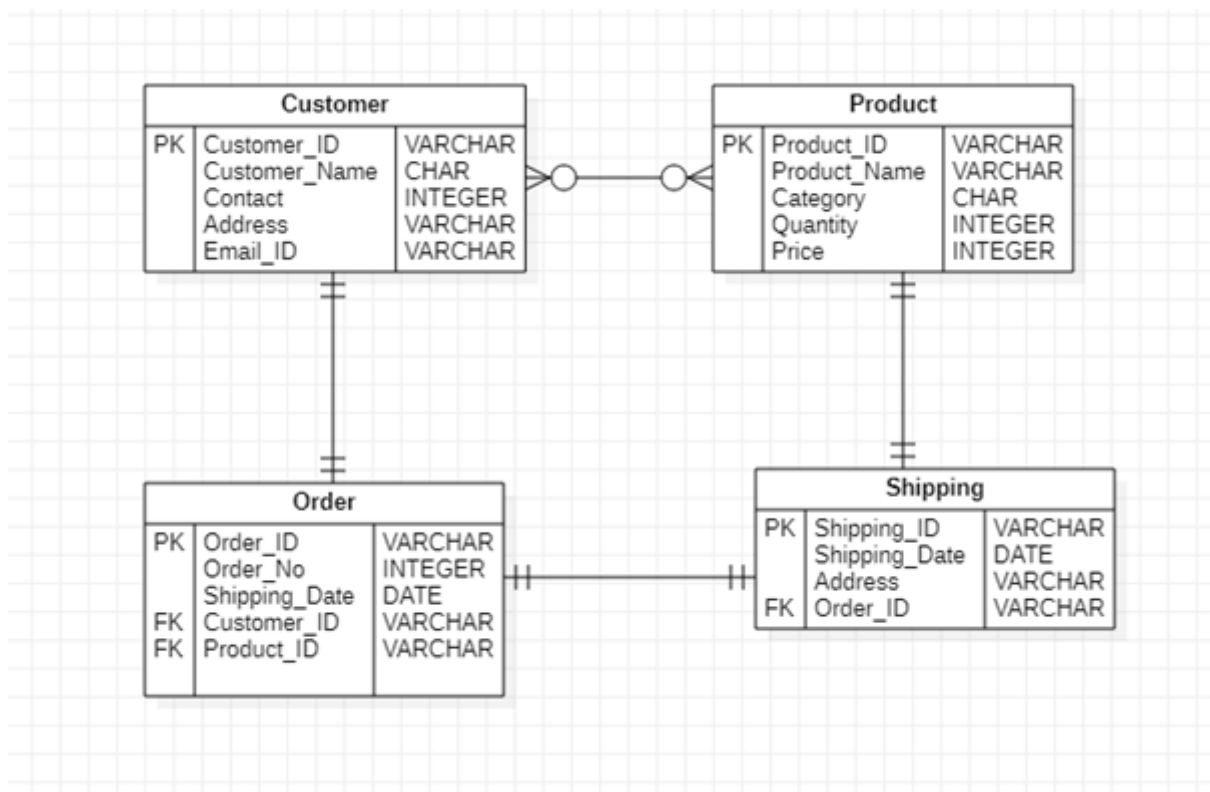 Customer
PK Customer_ID VARCHAR
Customer_Name CHAR
Contact INTEGER
Address VARCHAR
Email_ID VARCHAR
Product
PK Product_ID VARCHAR
Product_Name VARCHAR
Category CHAR
Quantity INTEGER
Price INTEGER
Order
PK Order_ID VARCHAR
Order_No INTEGER
Shipping_Date DATE
FK Customer_ID VARCHAR
FK Product_ID VARCHAR
Shipping
PK Shipping_ID VARCHAR
Shipping_Date DATE
Address VARCHAR
FK Order_ID VARCHAR